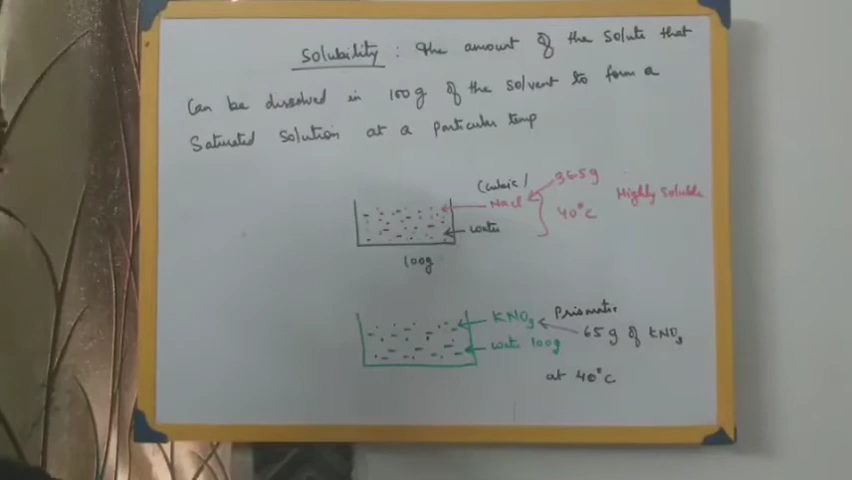 Solubility : The amount of the solute that
can be dissolved in 100g of the solvent to form a
Saturated solution at a particular temp
(cubic)
36.5g
NaCl
Highly soluble
40°C
water
100g
KNO3
Prismatic
65 g of KNO3
water 100g
at 40°C